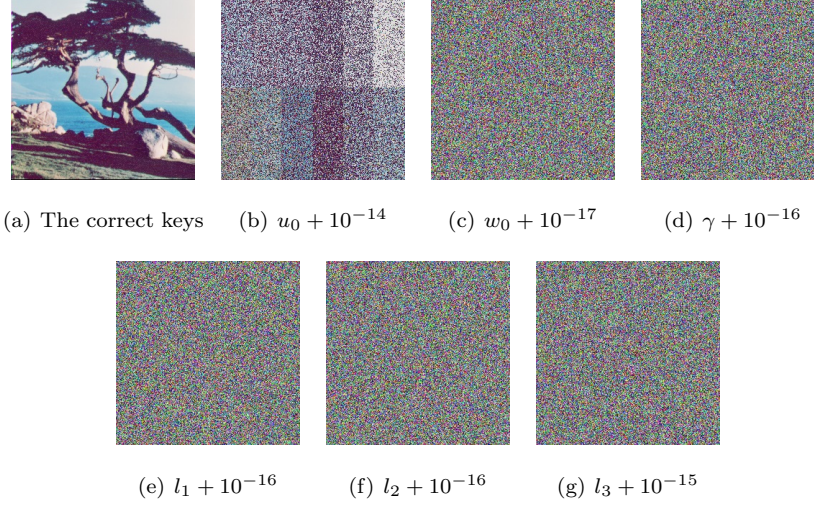 (a) The correct keys
(b) u₀ + 10⁻¹⁴
(c) w₀ + 10⁻¹⁷
(d) γ + 10⁻¹⁶
(e) l₁ + 10⁻¹⁶
(f) l₂ + 10⁻¹⁶
(g) l₃ + 10⁻¹⁵